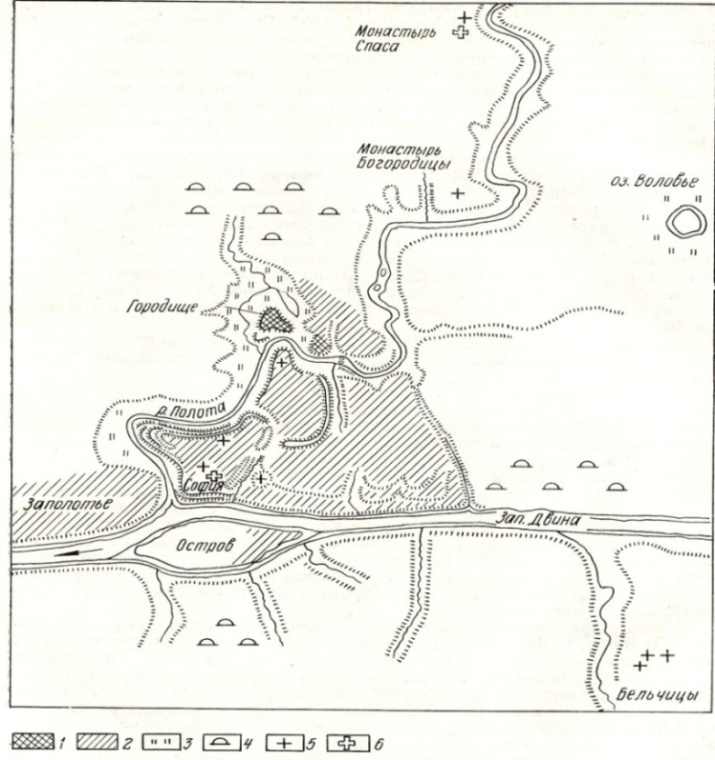 Монастырь
Спаса
Монастырь
Богородицы
оз. Воловье
Городище
р. Полота
София
Заполотье
Остров
Зап. Двина
Бельчицы
1 2 3 4 5 6